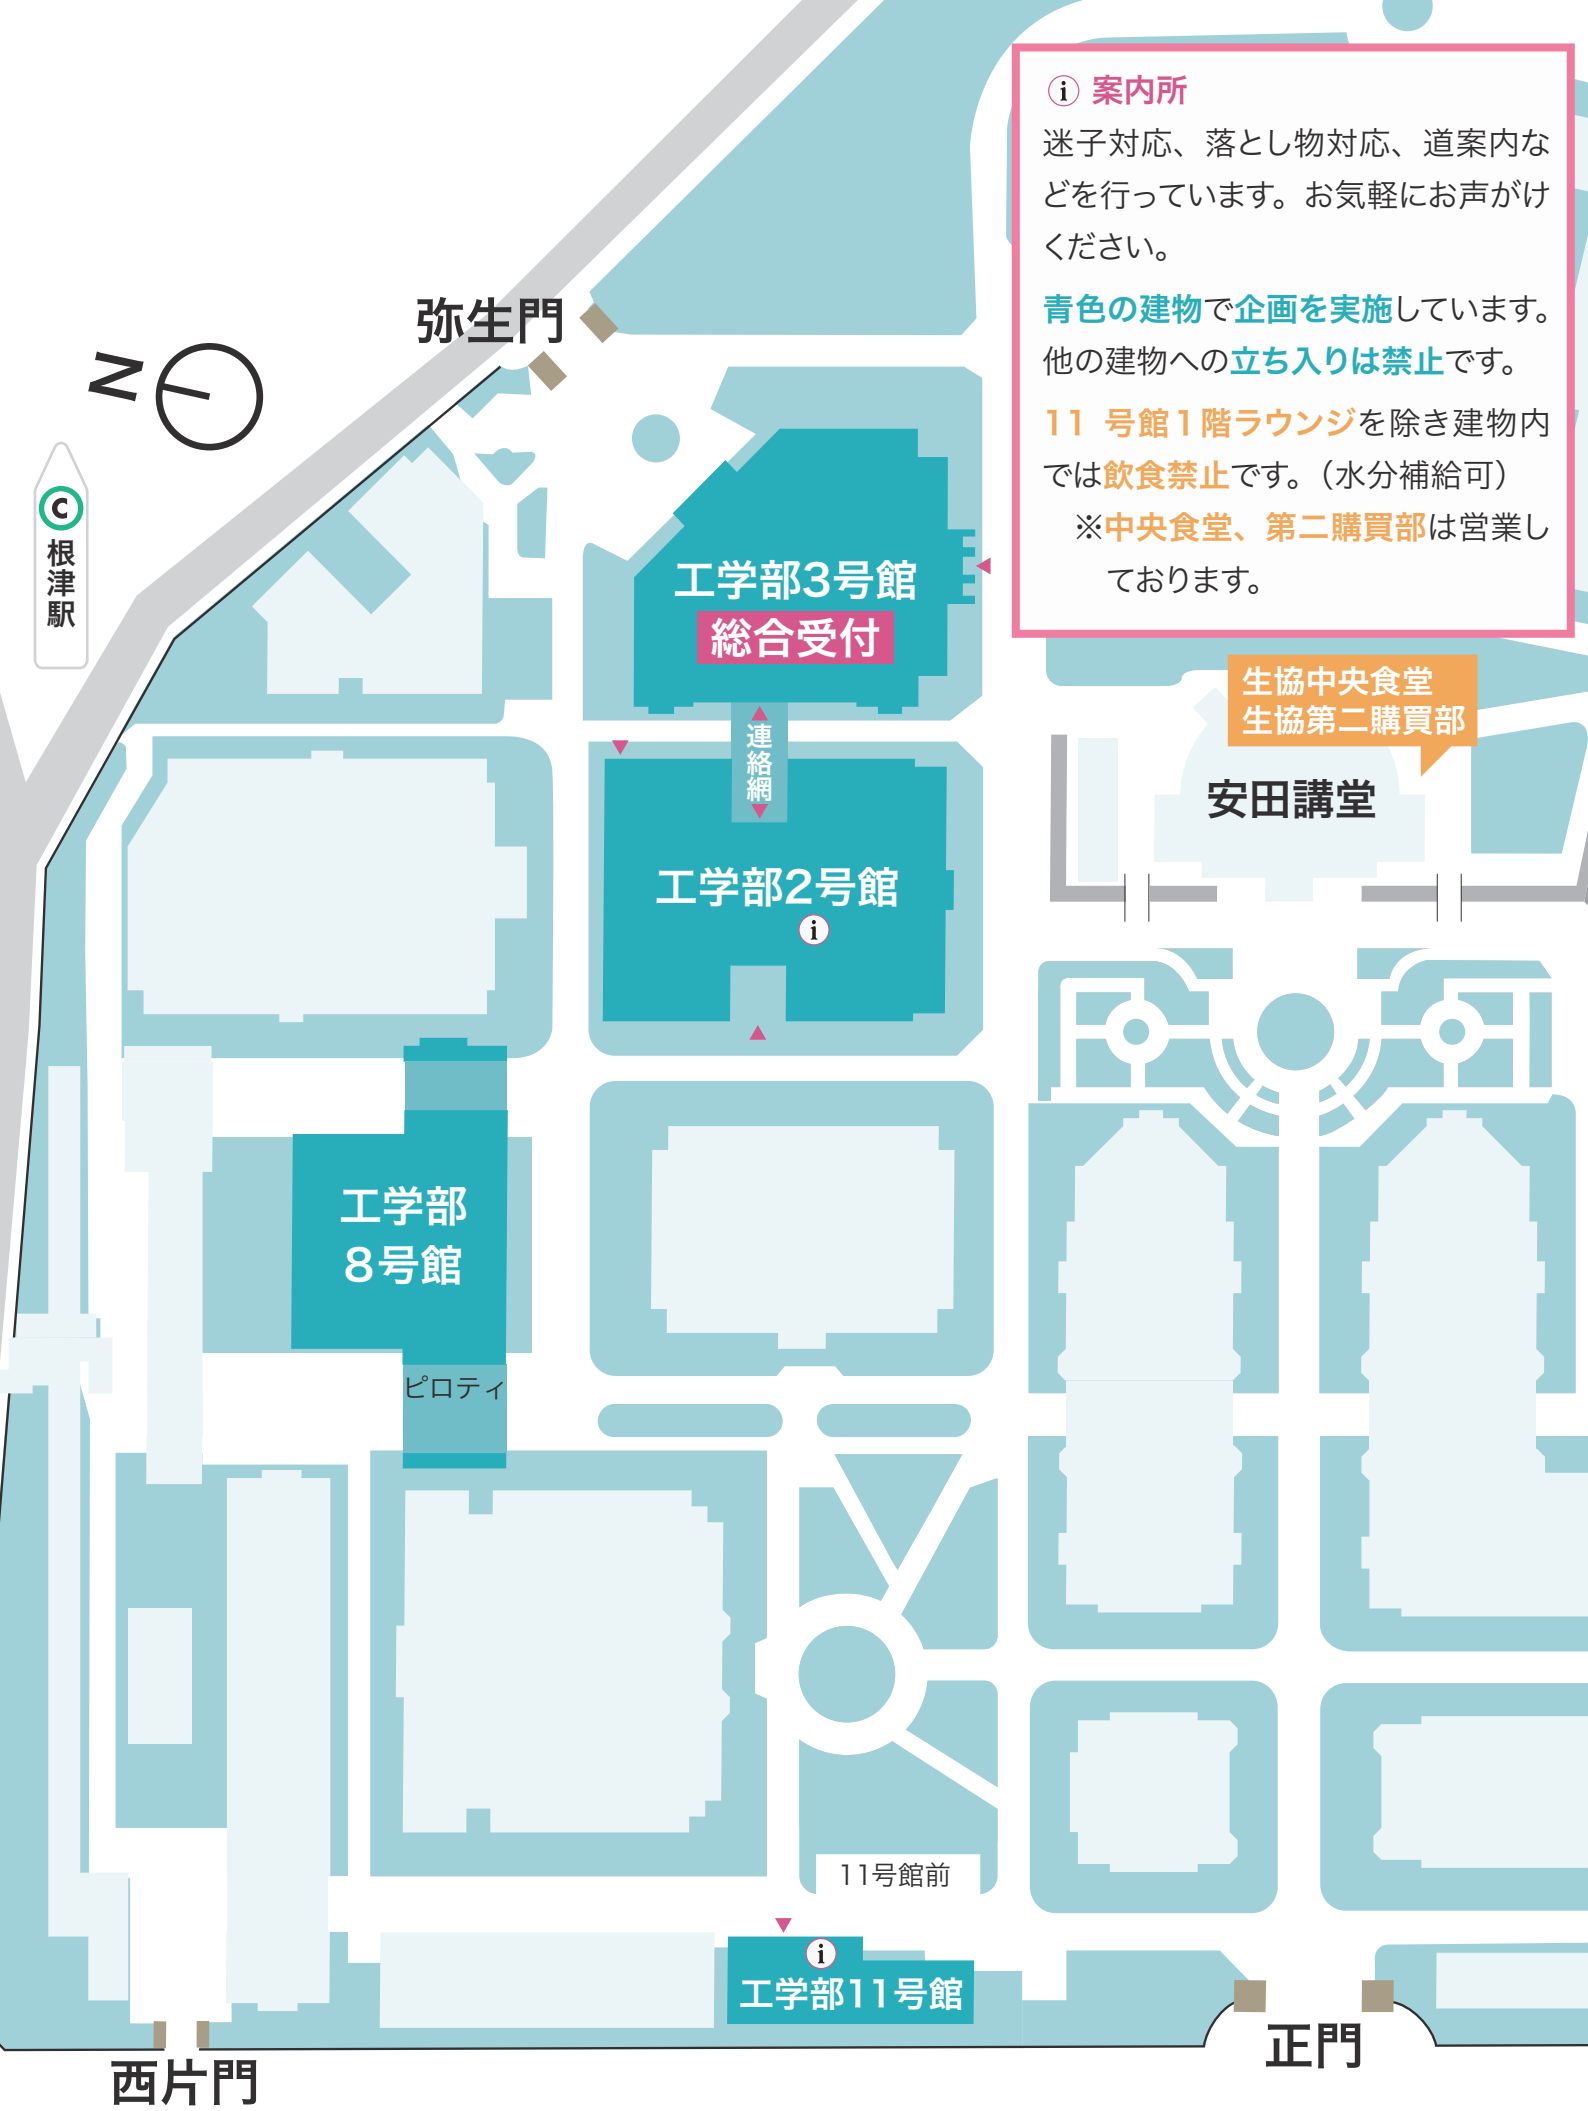 案内所
迷子対応、落とし物対応、道案内な
どを行っています。お気軽にお声がけ
ください。
青色の建物で企画を実施しています。
他の建物への立ち入りは禁止です。
11 号館1階ラウンジを除き建物内
では飲食禁止です。（水分補給可）
※中央食堂、第二購買部は営業し
ております。
弥生門
N
C
根津駅
工学部3号館
総合受付
連絡網
生協中央食堂
生協第二購買部
安田講堂
工学部2号館
i
工学部
8号館
ピロティ
11号館前
i
工学部11号館
正門
西片門